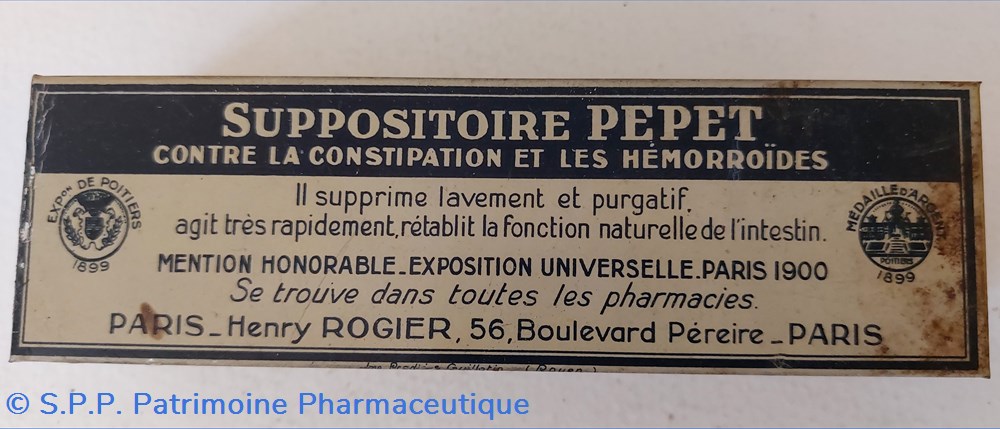 SUPPOSITOIRE PEPET
CONTRE LA CONSTIPATION ET LES HÉMORROÏDES
EXPON DE POITIERS
1899
Il supprime lavement et purgatif,
agit très rapidement, rétablit la fonction naturelle de l'intestin.
MÉDAILLE D'ARGENT
POITIERS
1899
MENTION HONORABLE_EXPOSITION UNIVERSELLE_PARIS 1900
Se trouve dans toutes les pharmacies.
PARIS_Henry ROGIER, 56, Boulevard Péreire_PARIS
(Rouen)
© S.P.P. Patrimoine Pharmaceutique